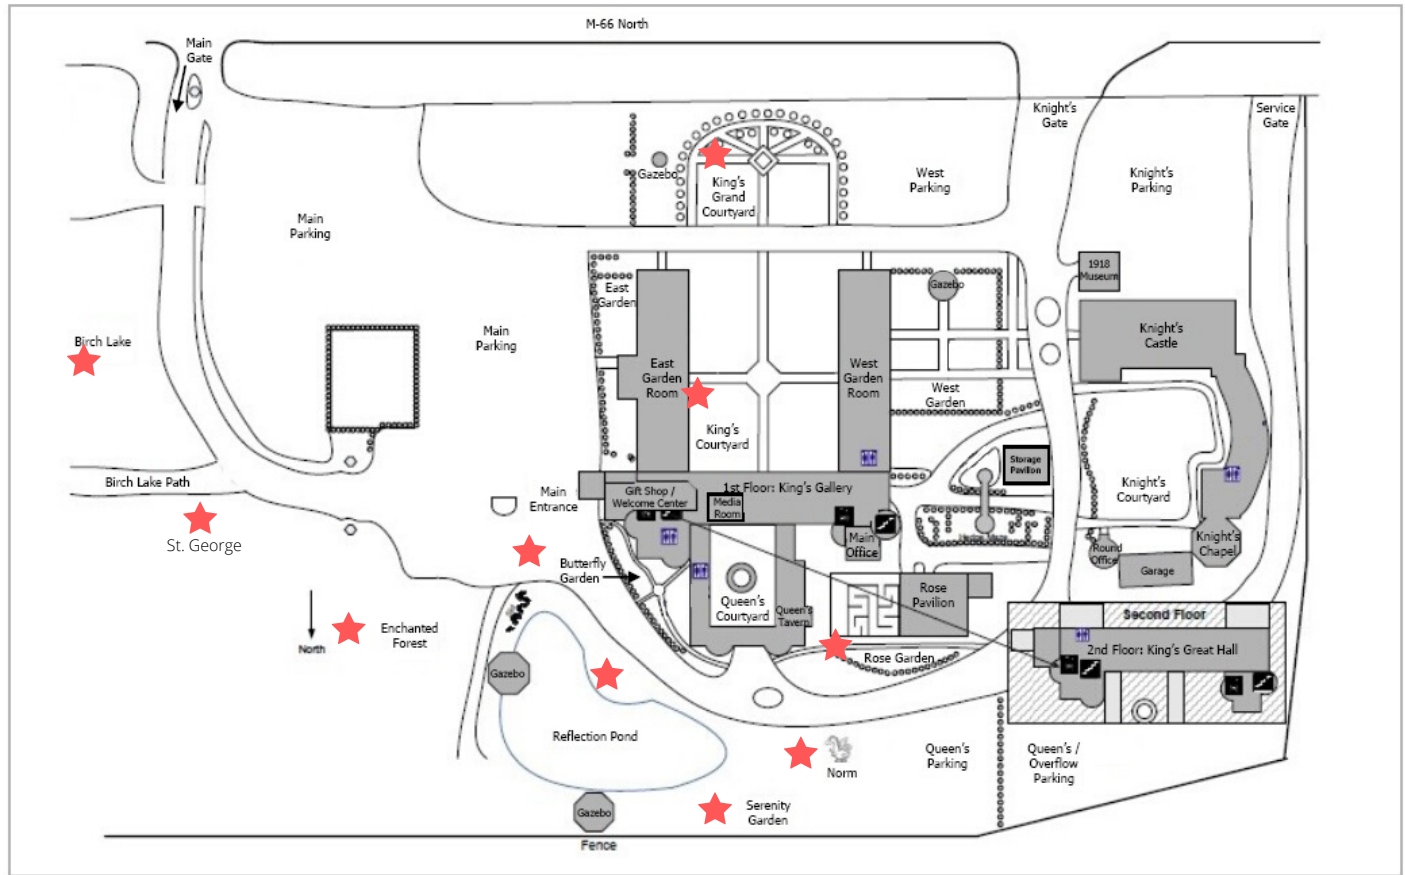 M-66 North
Main
Gate
Knight's
Gate
Service
Gate
Gazebo
King's
Grand
Courtyard
West
Parking
Knight's
Parking
Main
Parking
1918
Museum
East
Garden
Gazebo
Birch Lake
Main
Parking
Knight's
Castle
East
Garden
Room
West
Garden
Room
West
Garden
King's
Courtyard
Storage
Pavilion
Birch Lake Path
Main
Entrance
Gift Shop /
Welcome Center
1st Floor: King's Gallery
Media
Room
Knight's
Courtyard
St. George
Main
Office
Round
Office
Knight's
Chapel
Butterfly
Garden
Garage
Queen's
Courtyard
Queen's
Tavern
Rose
Pavilion
Second Floor
North
Enchanted
Forest
2nd Floor: King's Great Hall
Rose Garden
Gazebo
Reflection Pond
Norm
Queen's
Parking
Queen's /
Overflow
Parking
Gazebo
Serenity
Garden
Fence